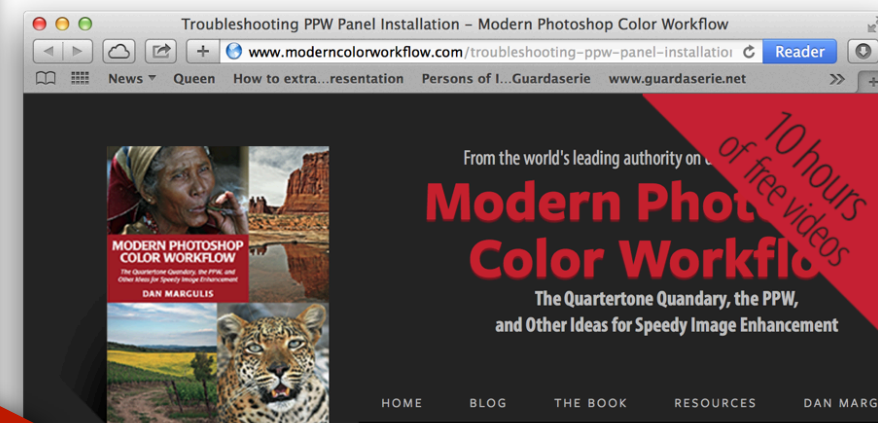 Troubleshooting PPW Panel Installation – Modern Photoshop Color Workflow
www.moderncolorworkflow.com/troubleshooting-ppw-panel-installatio
Reader
News
Queen
How to extra...resentation
Persons of I...Guardaserie
www.guardaserie.net
10 hours
of free videos
From the world's leading authority on
Modern Phot
Color Workflo
The Quartertone Quandary, the PPW,
and Other Ideas for Speedy Image Enhancement
MODERN PHOTOSHOP
COLOR WORKFLOW
The Quartertone Quandary, the PPW, and
Other Ideas for Speedy Image Enhancement
DAN MARGULIS
HOME
BLOG
THE BOOK
RESOURCES
DAN MARG